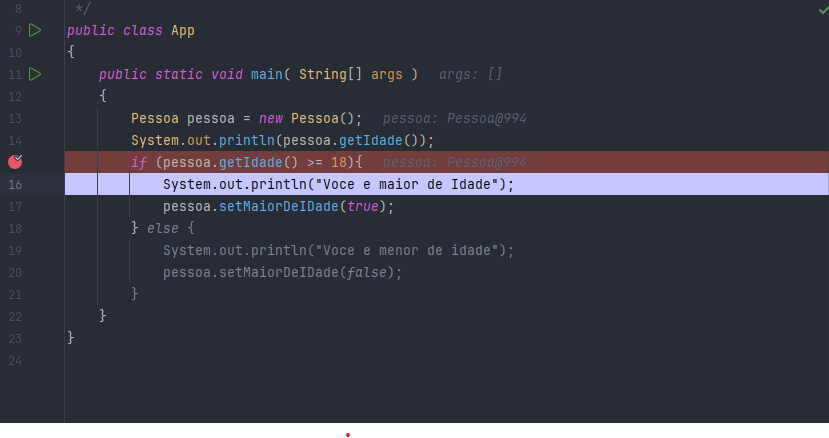 8 */
9 public class App
10 {
11 public static void main( String[] args ) args: []
12 {
13 Pessoa pessoa = new Pessoa(); pessoa: Pessoa@994
14 System.out.println(pessoa.getIdade());
if (pessoa.getIdade() >= 18){ pessoa: Pessoa@994
16 System.out.println("Voce e maior de Idade");
17 pessoa.setMaiorDeIDade(true);
18 } else {
19 System.out.println("Voce e menor de idade");
20 pessoa.setMaiorDeIDade(false);
21 }
22 }
23 }
24